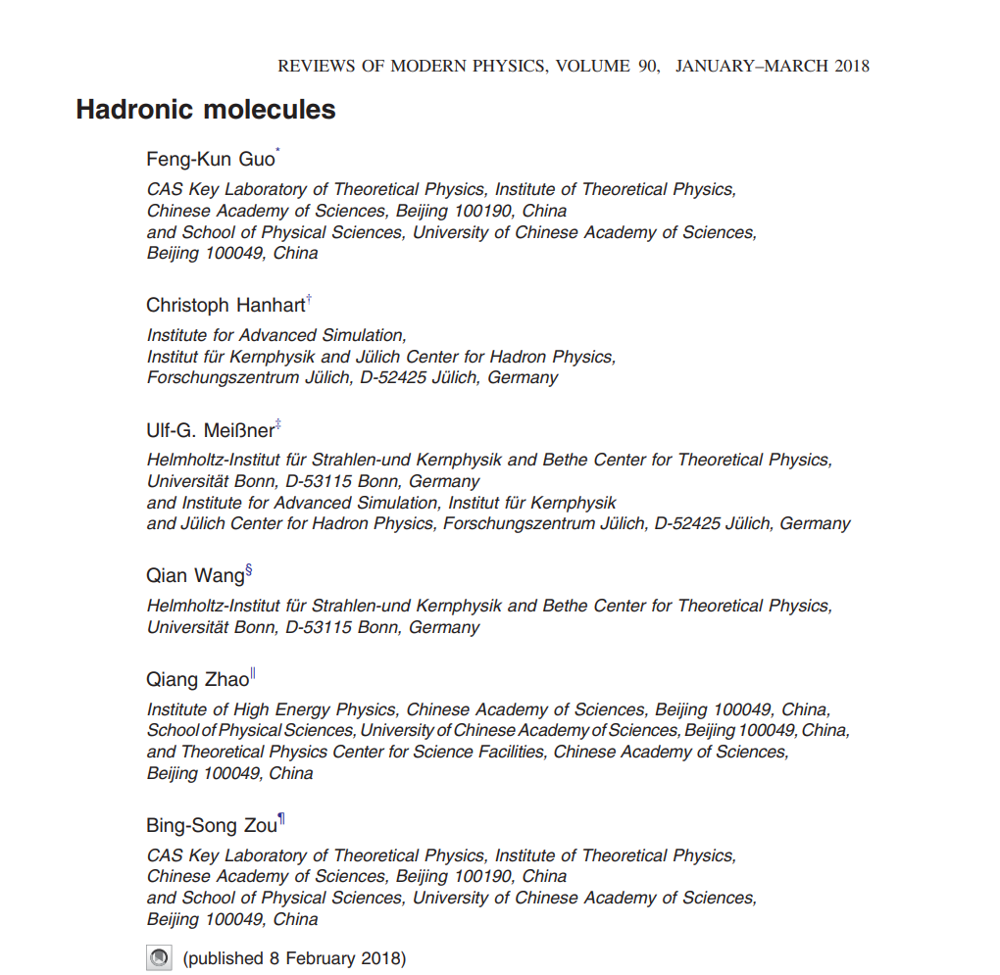 REVIEWS OF MODERN PHYSICS, VOLUME 90, JANUARY–MARCH 2018
Hadronic molecules
Feng-Kun Guo*
CAS Key Laboratory of Theoretical Physics, Institute of Theoretical Physics,
Chinese Academy of Sciences, Beijing 100190, China
and School of Physical Sciences, University of Chinese Academy of Sciences,
Beijing 100049, China
Christoph Hanhart†
Institute for Advanced Simulation,
Institut für Kernphysik and Jülich Center for Hadron Physics,
Forschungszentrum Jülich, D-52425 Jülich, Germany
Ulf-G. Meißner‡
Helmholtz-Institut für Strahlen-und Kernphysik and Bethe Center for Theoretical Physics,
Universität Bonn, D-53115 Bonn, Germany
and Institute for Advanced Simulation, Institut für Kernphysik
and Jülich Center for Hadron Physics, Forschungszentrum Jülich, D-52425 Jülich, Germany
Qian Wang§
Helmholtz-Institut für Strahlen-und Kernphysik and Bethe Center for Theoretical Physics,
Universität Bonn, D-53115 Bonn, Germany
Qiang Zhao∥
Institute of High Energy Physics, Chinese Academy of Sciences, Beijing 100049, China,
School of Physical Sciences, University of Chinese Academy of Sciences, Beijing 100049, China,
and Theoretical Physics Center for Science Facilities, Chinese Academy of Sciences,
Beijing 100049, China
Bing-Song Zou¶
CAS Key Laboratory of Theoretical Physics, Institute of Theoretical Physics,
Chinese Academy of Sciences, Beijing 100190, China
and School of Physical Sciences, University of Chinese Academy of Sciences,
Beijing 100049, China
(published 8 February 2018)